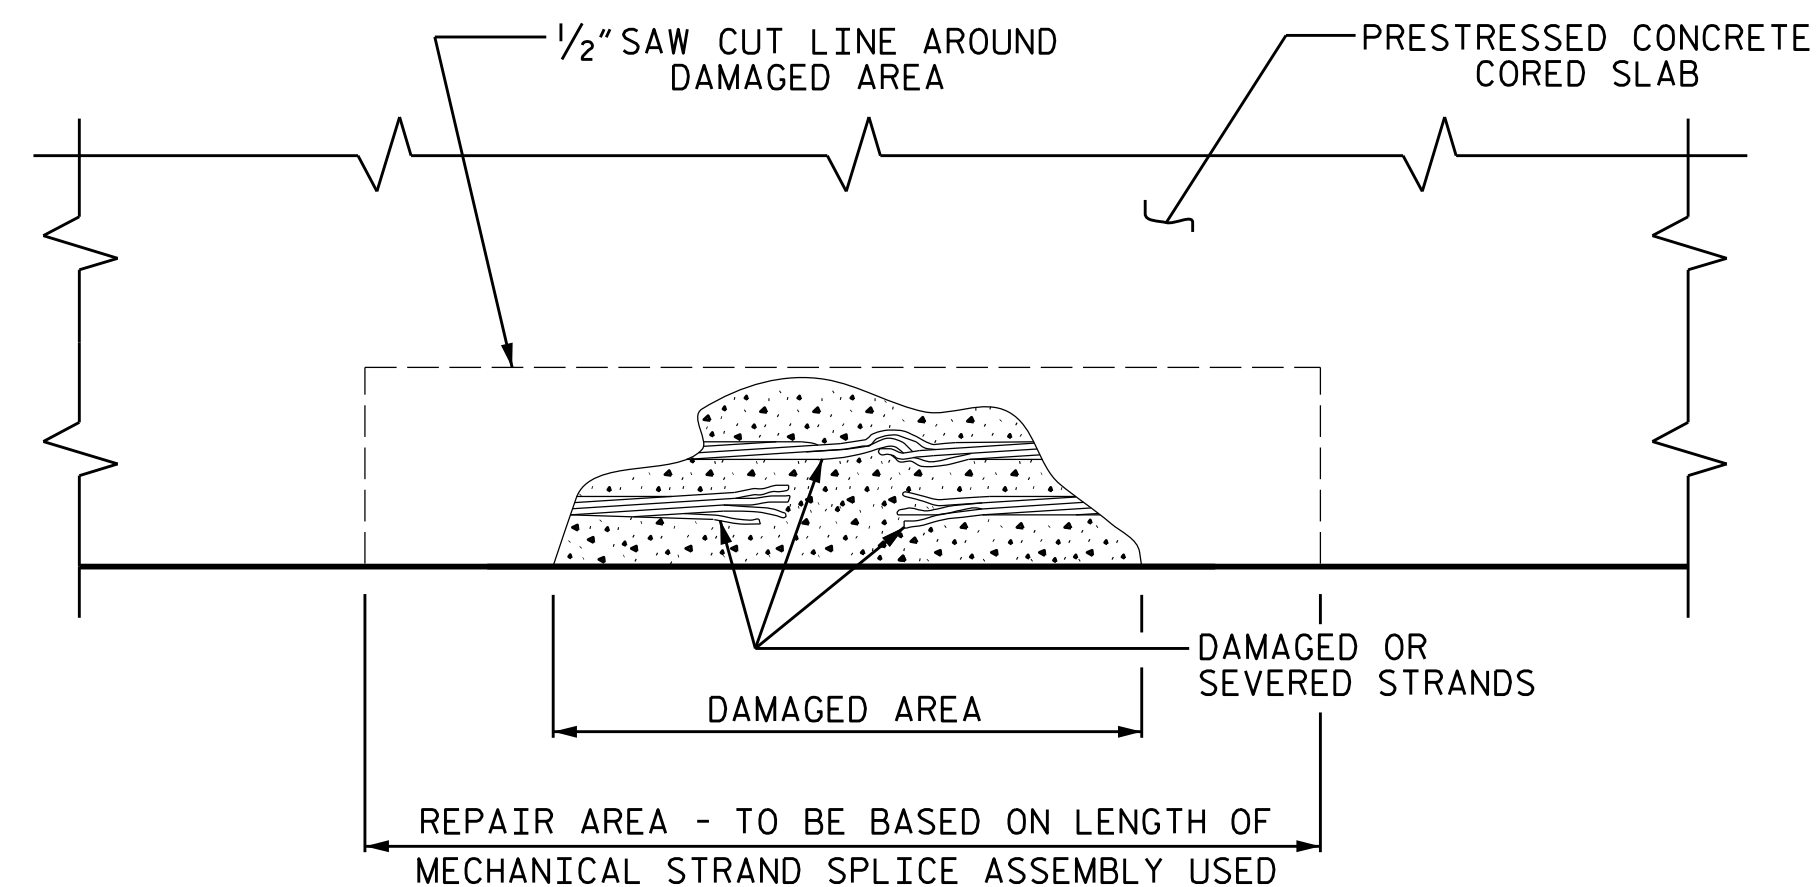 1/2" SAW CUT LINE AROUND
DAMAGED AREA
PRESTRESSED CONCRETE
CORED SLAB
DAMAGED OR
SEVERED STRANDS
DAMAGED AREA
REPAIR AREA - TO BE BASED ON LENGTH OF
MECHANICAL STRAND SPLICE ASSEMBLY USED